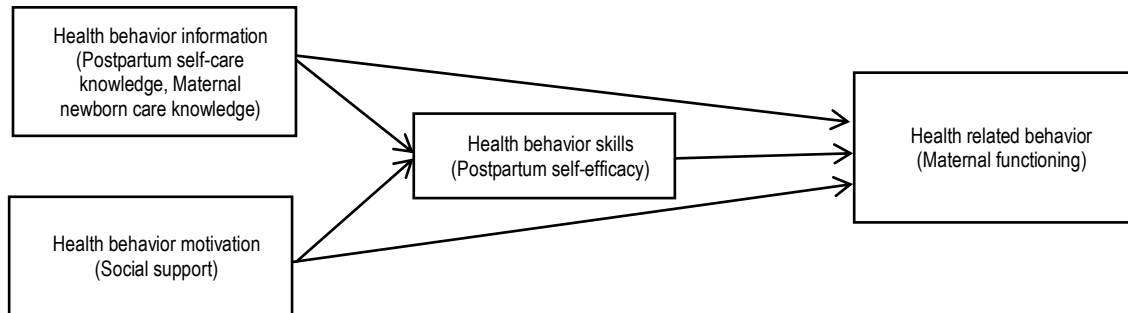 Health behavior information
(Postpartum self-care
knowledge, Maternal
newborn care knowledge)
Health behavior skills
(Postpartum self-efficacy)
Health related behavior
(Maternal functioning)
Health behavior motivation
(Social support)